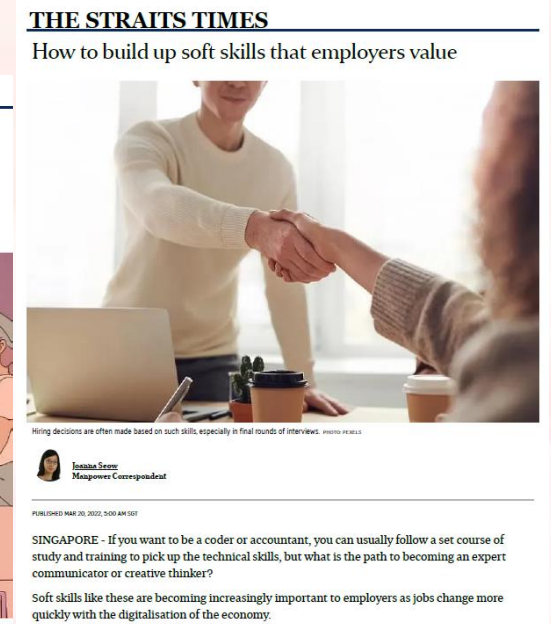 THE STRAITS TIMES
How to build up soft skills that employers value
Hiring decisions are often made based on such skills, especially in final rounds of interviews. PHOTO: PEXELS
Joanna Seow
Manpower Correspondent
PUBLISHED MAR 20, 2022, 5:00 AM SGT
SINGAPORE - If you want to be a coder or accountant, you can usually follow a set course of
study and training to pick up the technical skills, but what is the path to becoming an expert
communicator or creative thinker?
Soft skills like these are becoming increasingly important to employers as jobs change more
quickly with the digitalisation of the economy.